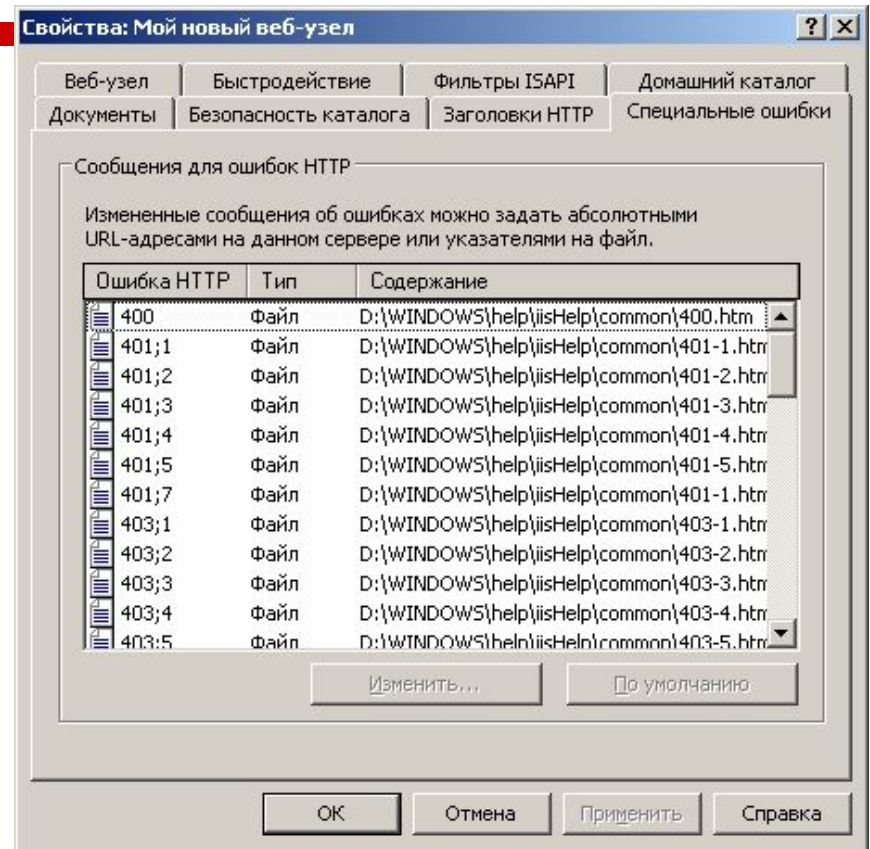 Свойства: Мой новый веб-узел
Веб-узел Быстродействие Фильтры ISAPI Домашний каталог
Документы Безопасность каталога Заголовки HTTP Специальные ошибки
Сообщения для ошибок HTTP
Измененные сообщения об ошибках можно задать абсолютными
URL-адресами на данном сервере или указателями на файл.
Ошибка HTTP Тип Содержание
400 Файл D:\WINDOWS\help\iisHelp\common\400.htm
401;1 Файл D:\WINDOWS\help\iisHelp\common\401-1.htm
401;2 Файл D:\WINDOWS\help\iisHelp\common\401-2.htm
401;3 Файл D:\WINDOWS\help\iisHelp\common\401-3.htm
401;4 Файл D:\WINDOWS\help\iisHelp\common\401-4.htm
401;5 Файл D:\WINDOWS\help\iisHelp\common\401-5.htm
401;7 Файл D:\WINDOWS\help\iisHelp\common\401-1.htm
403;1 Файл D:\WINDOWS\help\iisHelp\common\403-1.htm
403;2 Файл D:\WINDOWS\help\iisHelp\common\403-2.htm
403;3 Файл D:\WINDOWS\help\iisHelp\common\403-3.htm
403;4 Файл D:\WINDOWS\help\iisHelp\common\403-4.htm
403;5 Файл D:\WINDOWS\help\iisHelp\common\403-5.htm
Изменить... По умолчанию
ОК Отмена Применить Справка